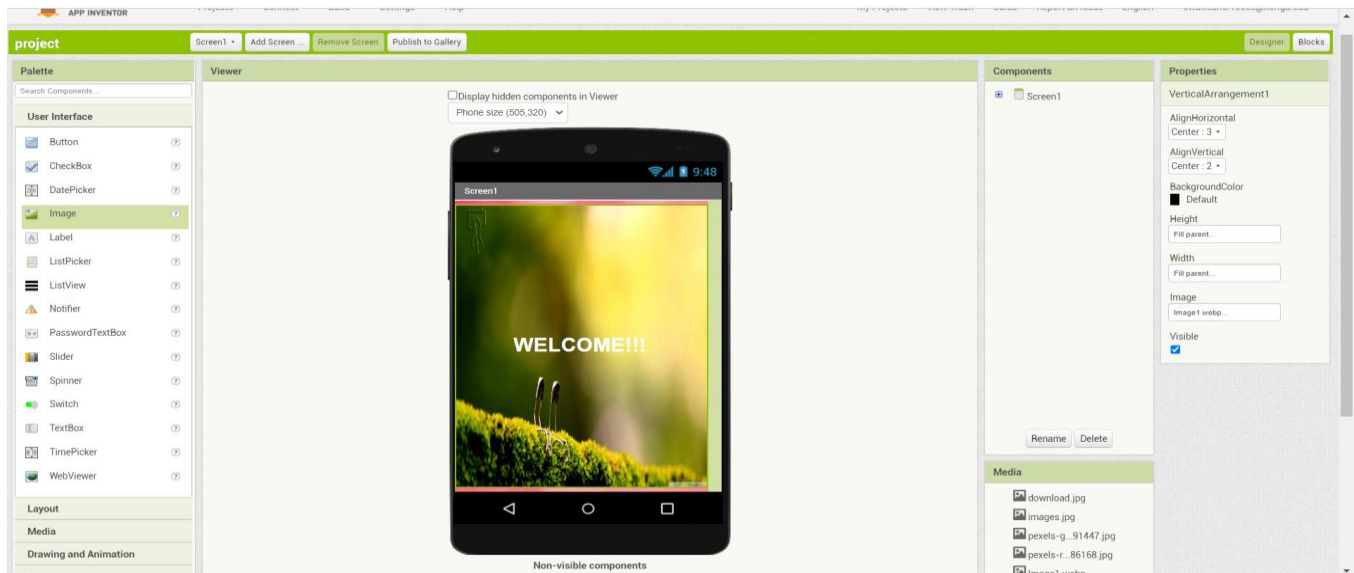 APP INVENTOR
project
Screen1
Add Screen ...
Remove Screen
Publish to Gallery
Designer
Blocks
Palette
Search Components...
User Interface
Button
CheckBox
DatePicker
Image
Label
ListPicker
ListView
Notifier
PasswordTextBox
Slider
Spinner
Switch
TextBox
TimePicker
WebViewer
Layout
Media
Drawing and Animation
Viewer
Display hidden components in Viewer
Phone size (505,320)
9:48
Screen1
WELCOME!!!
Non-visible components
Components
Screen1
Rename
Delete
Media
download.jpg
images.jpg
pexels-g...91447.jpg
pexels-r...86168.jpg
Image1.webp
Properties
VerticalArrangement1
AlignHorizontal
Center : 3
AlignVertical
Center : 2
BackgroundColor
Default
Height
Fill parent...
Width
Fill parent...
Image
Image1.webp...
Visible